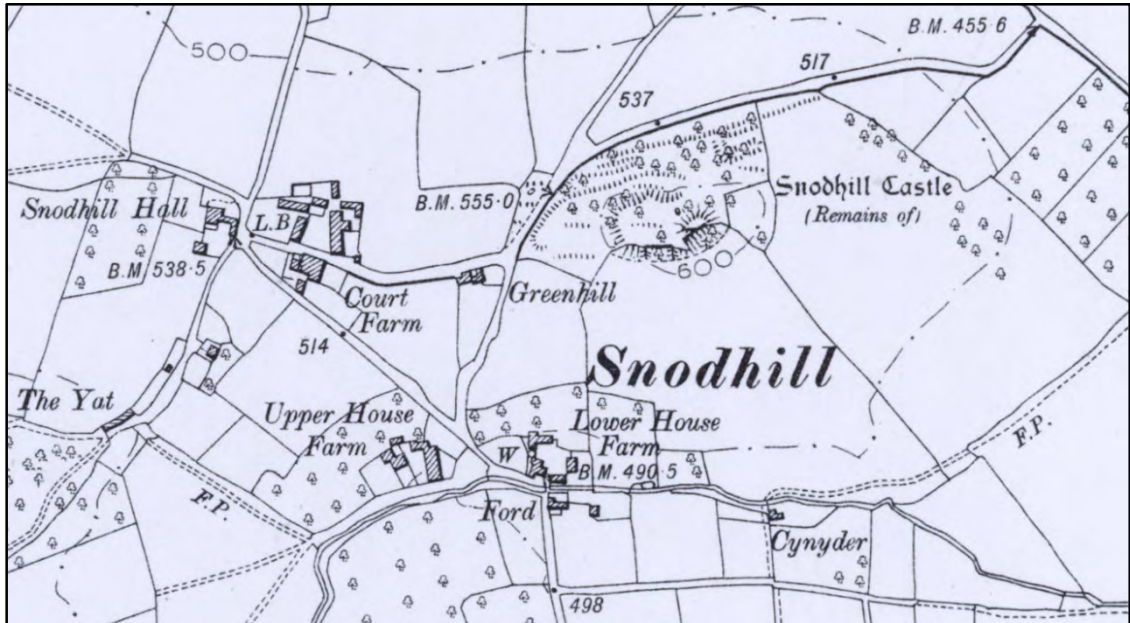 B.M. 455·6
500
517
537
Snodhill Castle
(Remains of)
Snodhill Hall
L.B
B.M. 555·0
B.M. 538·5
600
Greenhill
Court
Farm
514
Snodhill
The Yat
Upper House
Farm
Lower House
Farm
W
B.M. 490·5
F.P.
F.P.
Ford
Cynyder
498